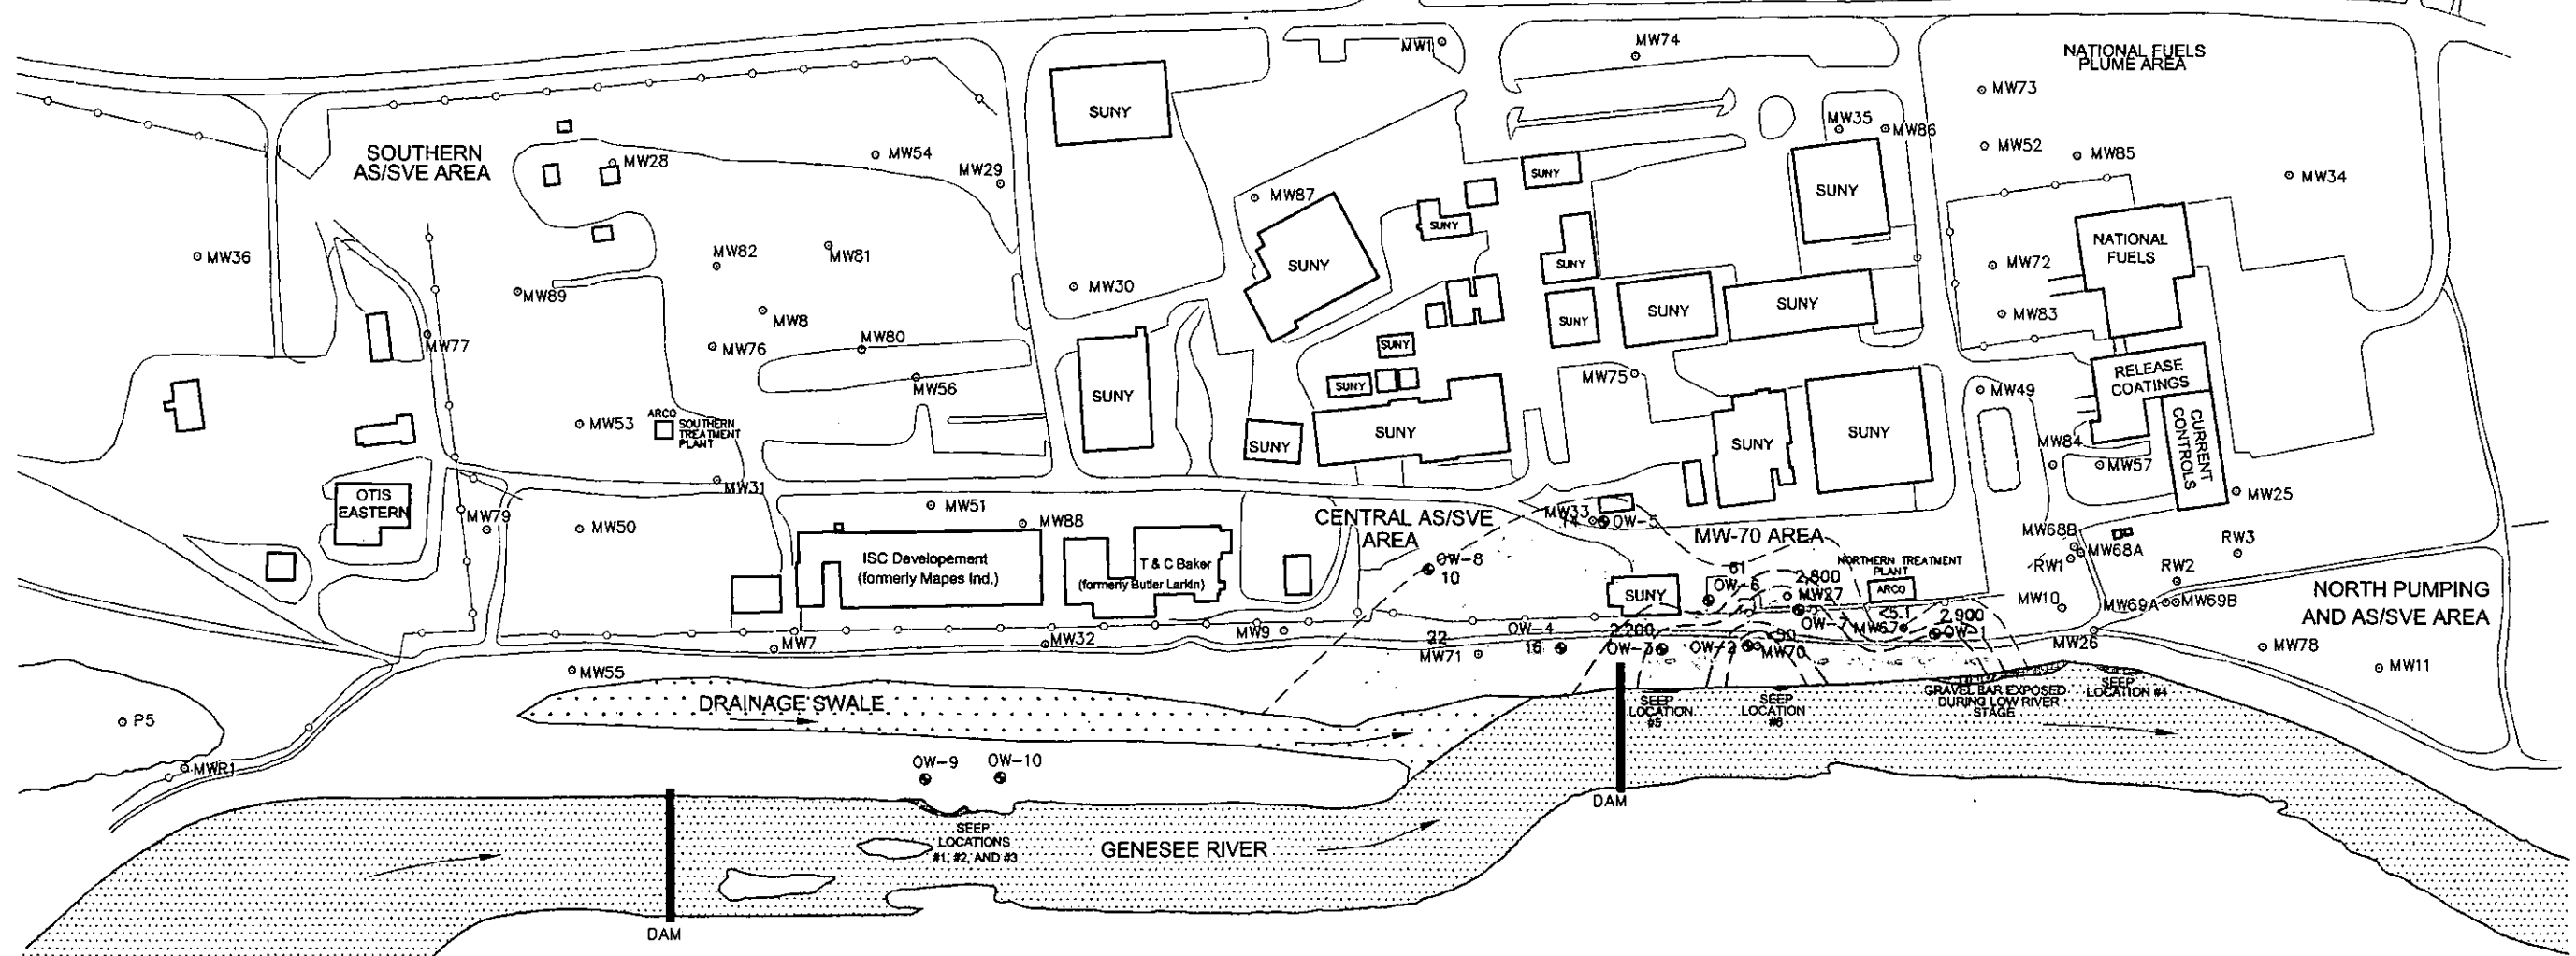 MW1
MW74
NATIONAL FUELS
PLUME AREA
MW73
SUNY
MW35
MW86
SOUTHERN
AS/SVE AREA
MW28
MW54
MW29
MW52
MW85
MW34
SUNY
SUNY
MW87
SUNY
MW36
MW82
MW81
SUNY
SUNY
NATIONAL
FUELS
MW72
MW89
MW30
MW8
SUNY
SUNY
SUNY
MW83
MW77
MW76
MW80
SUNY
MW56
SUNY
SUNY
MW75
RELEASE
COATINGS
MW49
CURRENT
CONTROLS
MW53
ARCO
SOUTHERN
TREATMENT
PLANT
SUNY
SUNY
SUNY
SUNY
MW84
MW57
MW31
OTIS
EASTERN
MW79
MW50
MW51
MW88
CENTRAL AS/SVE
AREA
MW33
OW-5
MW-70 AREA
MW25
ISC Developement
(formerly Mapes Ind.)
T & C Baker
(formerly Butler Larkin)
OW-8
10
MW68B
MW68A
RW1
RW3
RW2
NORTHERN TREATMENT
PLANT
ARCO
SUNY
61
OW-6
2,800
MW27
OW-7
<5.1
MW67
2,900
OW-1
MW10
MW69A
MW69B
NORTH PUMPING
AND AS/SVE AREA
MW7
MW32
MW9
22
MW71
OW-4
16
2,200
OW-3
OW-2
90
MW70
MW26
MW78
MW11
MW55
DRAINAGE SWALE
SEEP
LOCATION
#5
SEEP
LOCATION
#6
GRAVEL BAR EXPOSED
DURING LOW RIVER
STAGE
SEEP
LOCATION #4
P5
MWR1
OW-9
OW-10
DAM
SEEP
LOCATIONS
#1, #2, AND #3
GENESEE RIVER
DAM